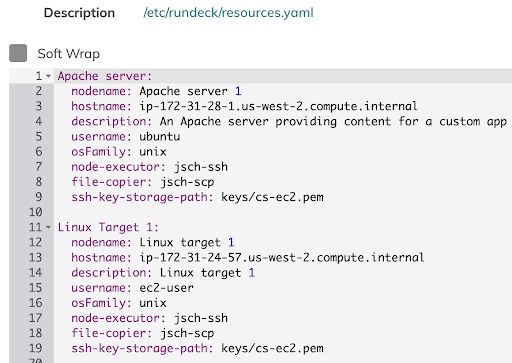 Description /etc/rundeck/resources.yaml
Soft Wrap
1 Apache server:
2 nodename: Apache server 1
3 hostname: ip-172-31-28-1.us-west-2.compute.internal
4 description: An Apache server providing content for a custom app
5 username: ubuntu
6 osFamily: unix
7 node-executor: jsch-ssh
8 file-copier: jsch-scp
9 ssh-key-storage-path: keys/cs-ec2.pem
10
11 Linux Target 1:
12 nodename: Linux target 1
13 hostname: ip-172-31-24-57.us-west-2.compute.internal
14 description: Linux target 1
15 username: ec2-user
16 osFamily: unix
17 node-executor: jsch-ssh
18 file-copier: jsch-scp
19 ssh-key-storage-path: keys/cs-ec2.pem